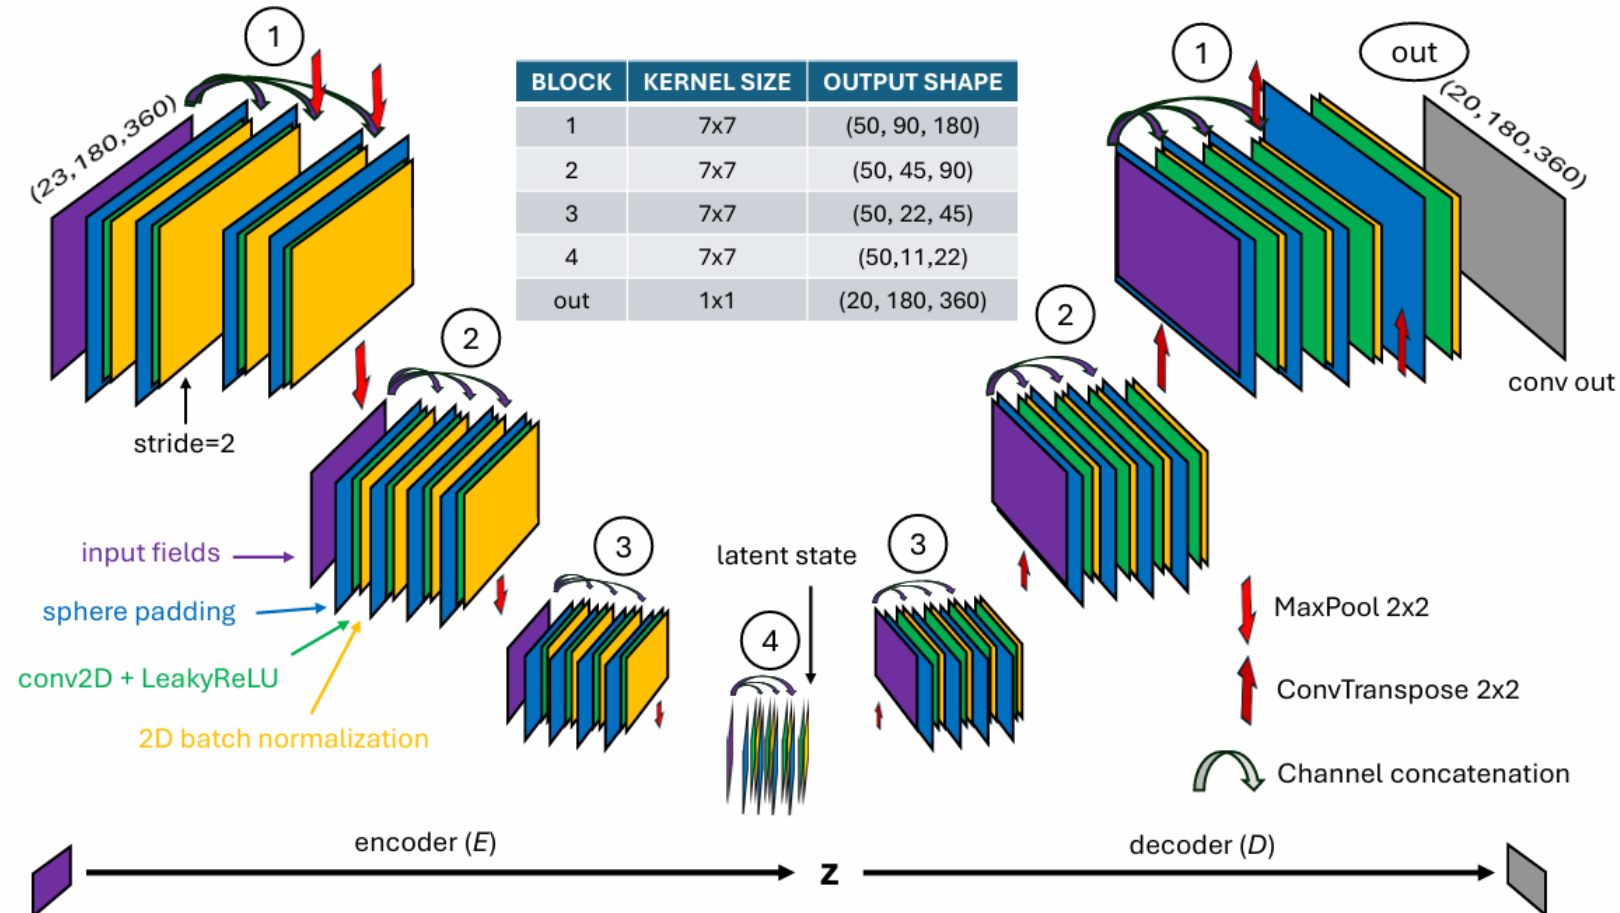 1
(23,180,360)
BLOCK KERNEL SIZE OUTPUT SHAPE
1 7x7 (50, 90, 180)
2 7x7 (50, 45, 90)
3 7x7 (50, 22, 45)
4 7x7 (50,11,22)
out 1x1 (20, 180, 360)
1
out
(20,180,360)
conv out
stride=2
2
2
input fields
sphere padding
conv2D + LeakyReLU
2D batch normalization
3
latent state
4
3
MaxPool 2x2
ConvTranspose 2x2
Channel concatenation
encoder (E)
z
decoder (D)